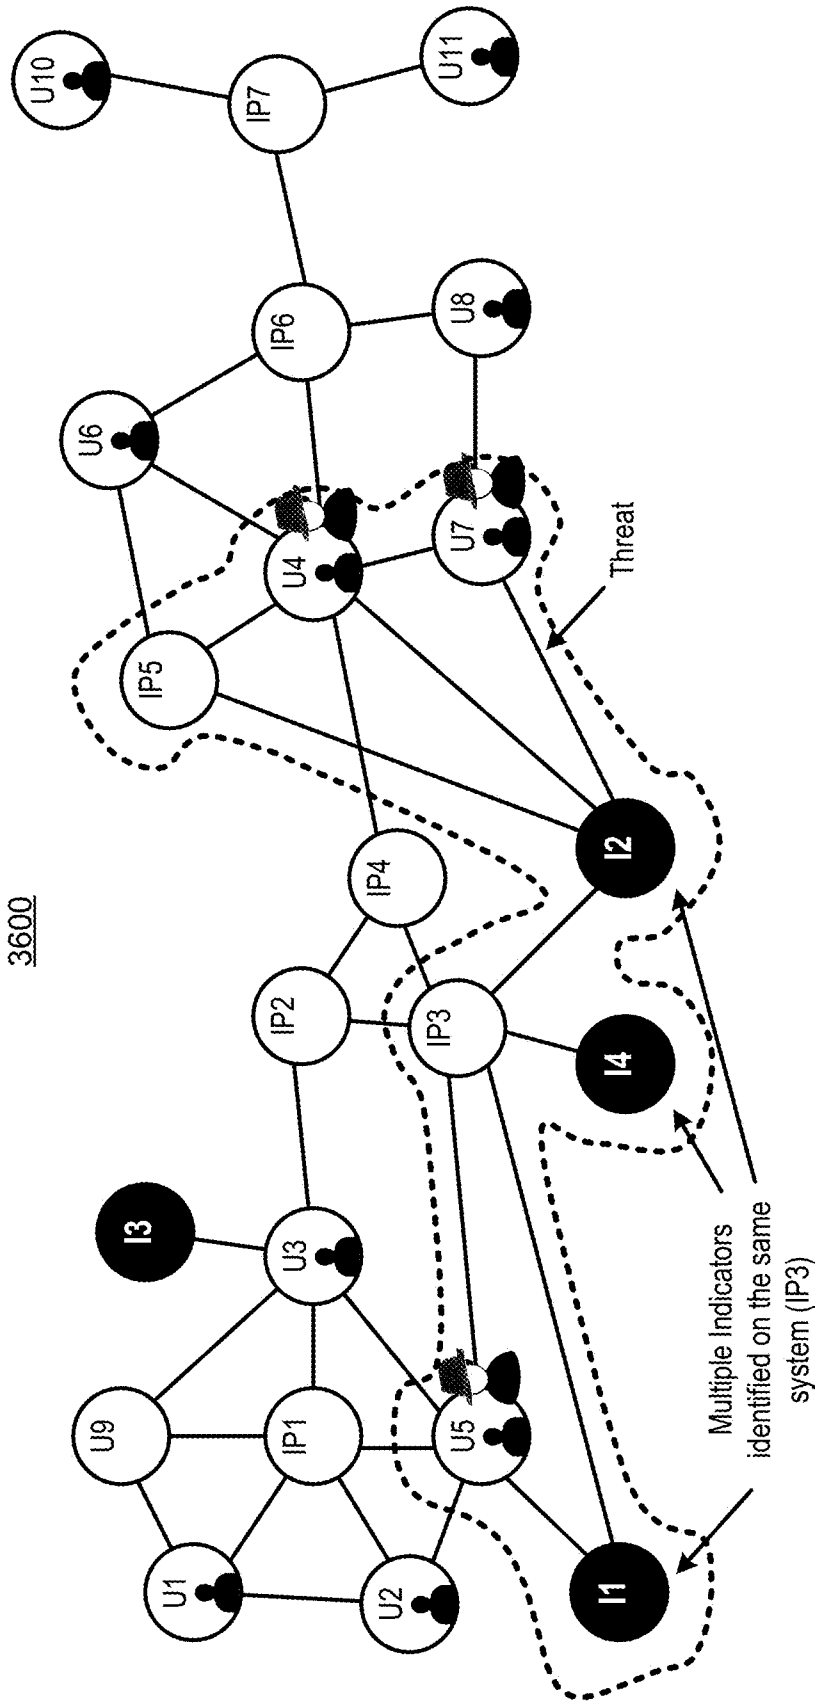 3600
U10
U11
IP7
U6
IP6
U8
U4
U7
IP5
Threat
IP4
I2
IP2
IP3
I4
I3
U3
U9
IP1
U5
U1
U2
I1
Multiple Indicators
identified on the same
system (IP3)